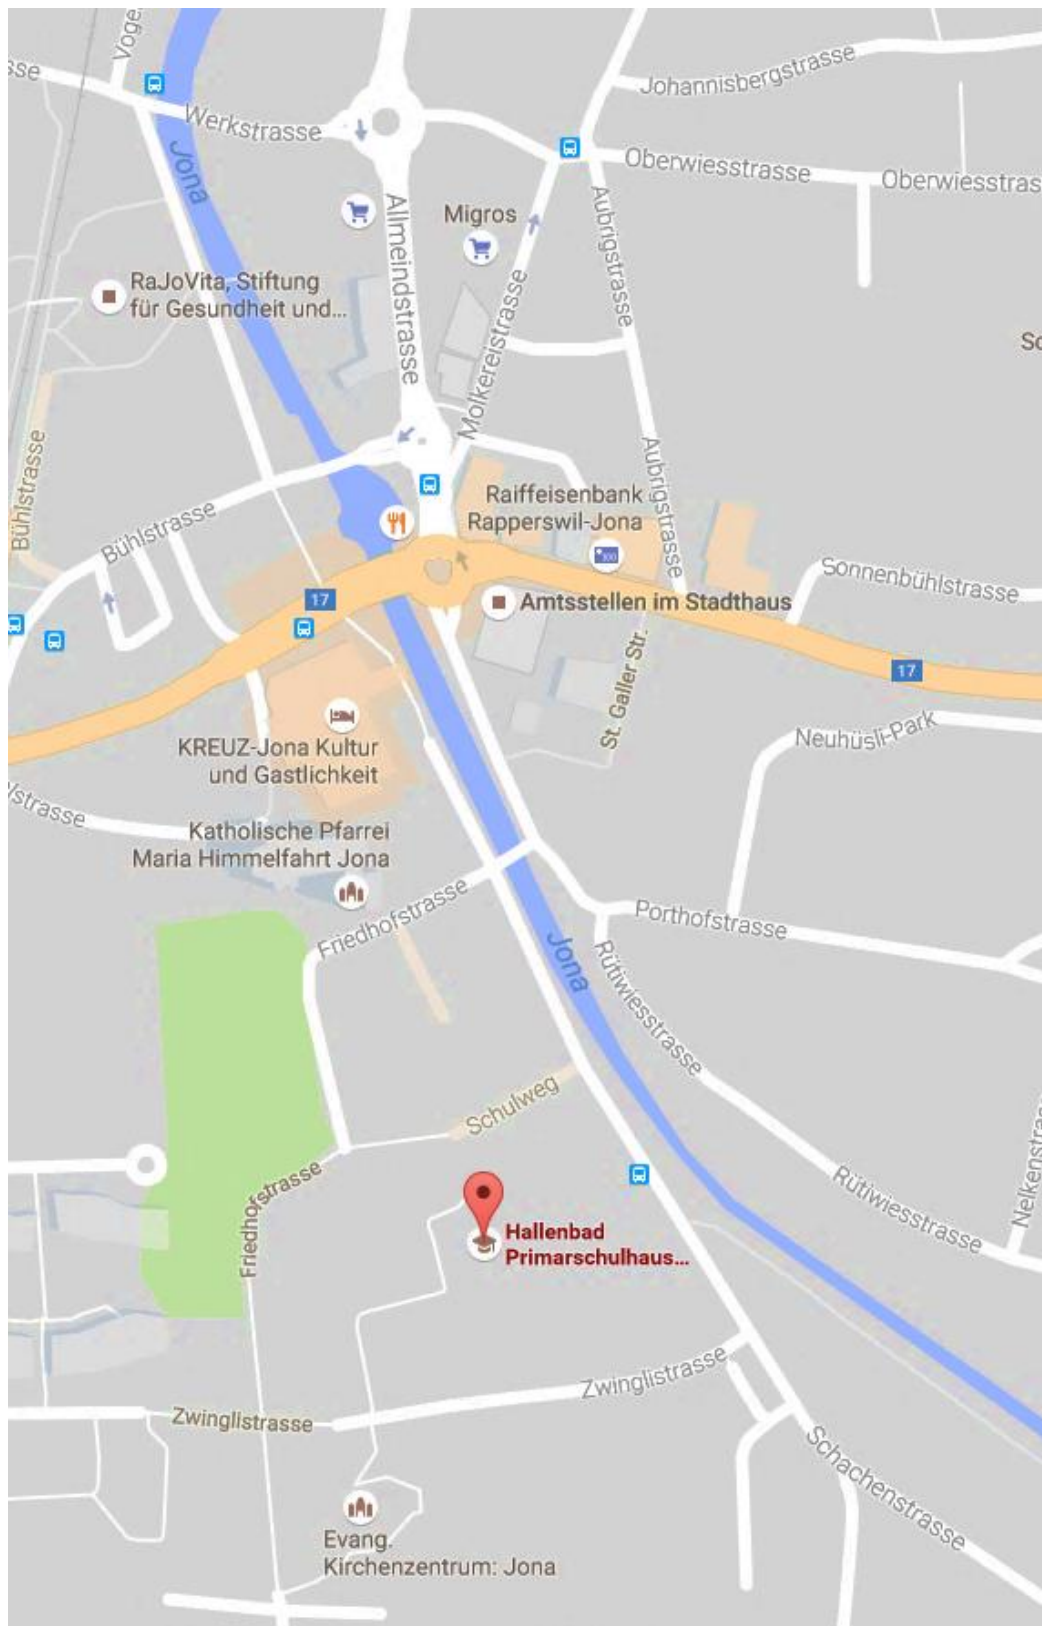 Voge
sse
Johannisbergstrasse
Werkstrasse
Jona
Oberwiesstrasse
Oberwiesstras
Allmeindstrasse
Migros
Aubrigstrasse
RaJoVita, Stiftung
für Gesundheit und...
Molkereistrasse
Sc
Bühlstrasse
Aubrigstrasse
Raiffeisenbank
Rapperswil-Jona
Bühlstrasse
Sonnenbühlstrasse
17
Amtsstellen im Stadthaus
17
St. Galler Str.
Neuhüsli-Park
KREUZ-Jona Kultur
und Gastlichkeit
lstrasse
Katholische Pfarrei
Maria Himmelfahrt Jona
Friedhofstrasse
Porthofstrasse
Jona
Rütiwiesstrasse
Schulweg
Friedhofstrasse
Rütiwiesstrasse
Nelkenstras
Hallenbad
Primarschulhaus...
Zwinglistrasse
Zwinglistrasse
Schachenstrasse
Evang.
Kirchenzentrum: Jona